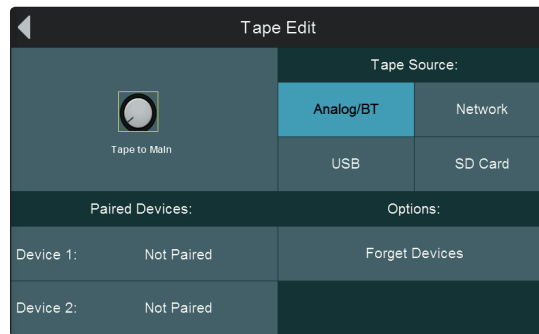 Tape Edit
Tape to Main
Tape Source:
Analog/BT
Network
USB
SD Card
Paired Devices:
Device 1: Not Paired
Device 2: Not Paired
Options:
Forget Devices